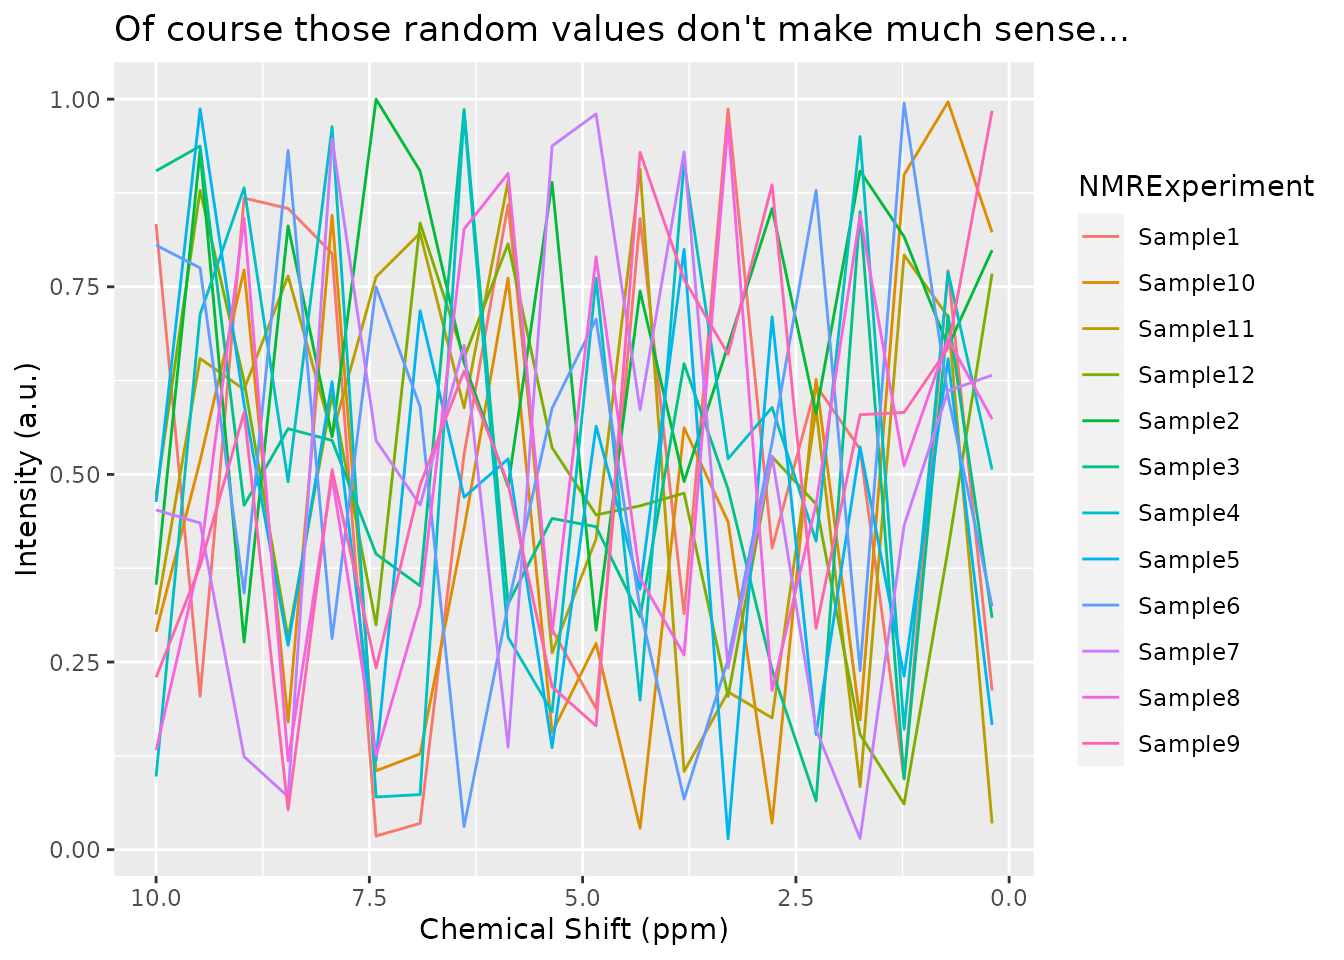 Of course those random values don't make much sense...
1.00
0.75
0.50
0.25
0.00
Intensity (a.u.)
10.0
7.5
5.0
2.5
0.0
Chemical Shift (ppm)
NMRExperiment
Sample1
Sample10
Sample11
Sample12
Sample2
Sample3
Sample4
Sample5
Sample6
Sample7
Sample8
Sample9